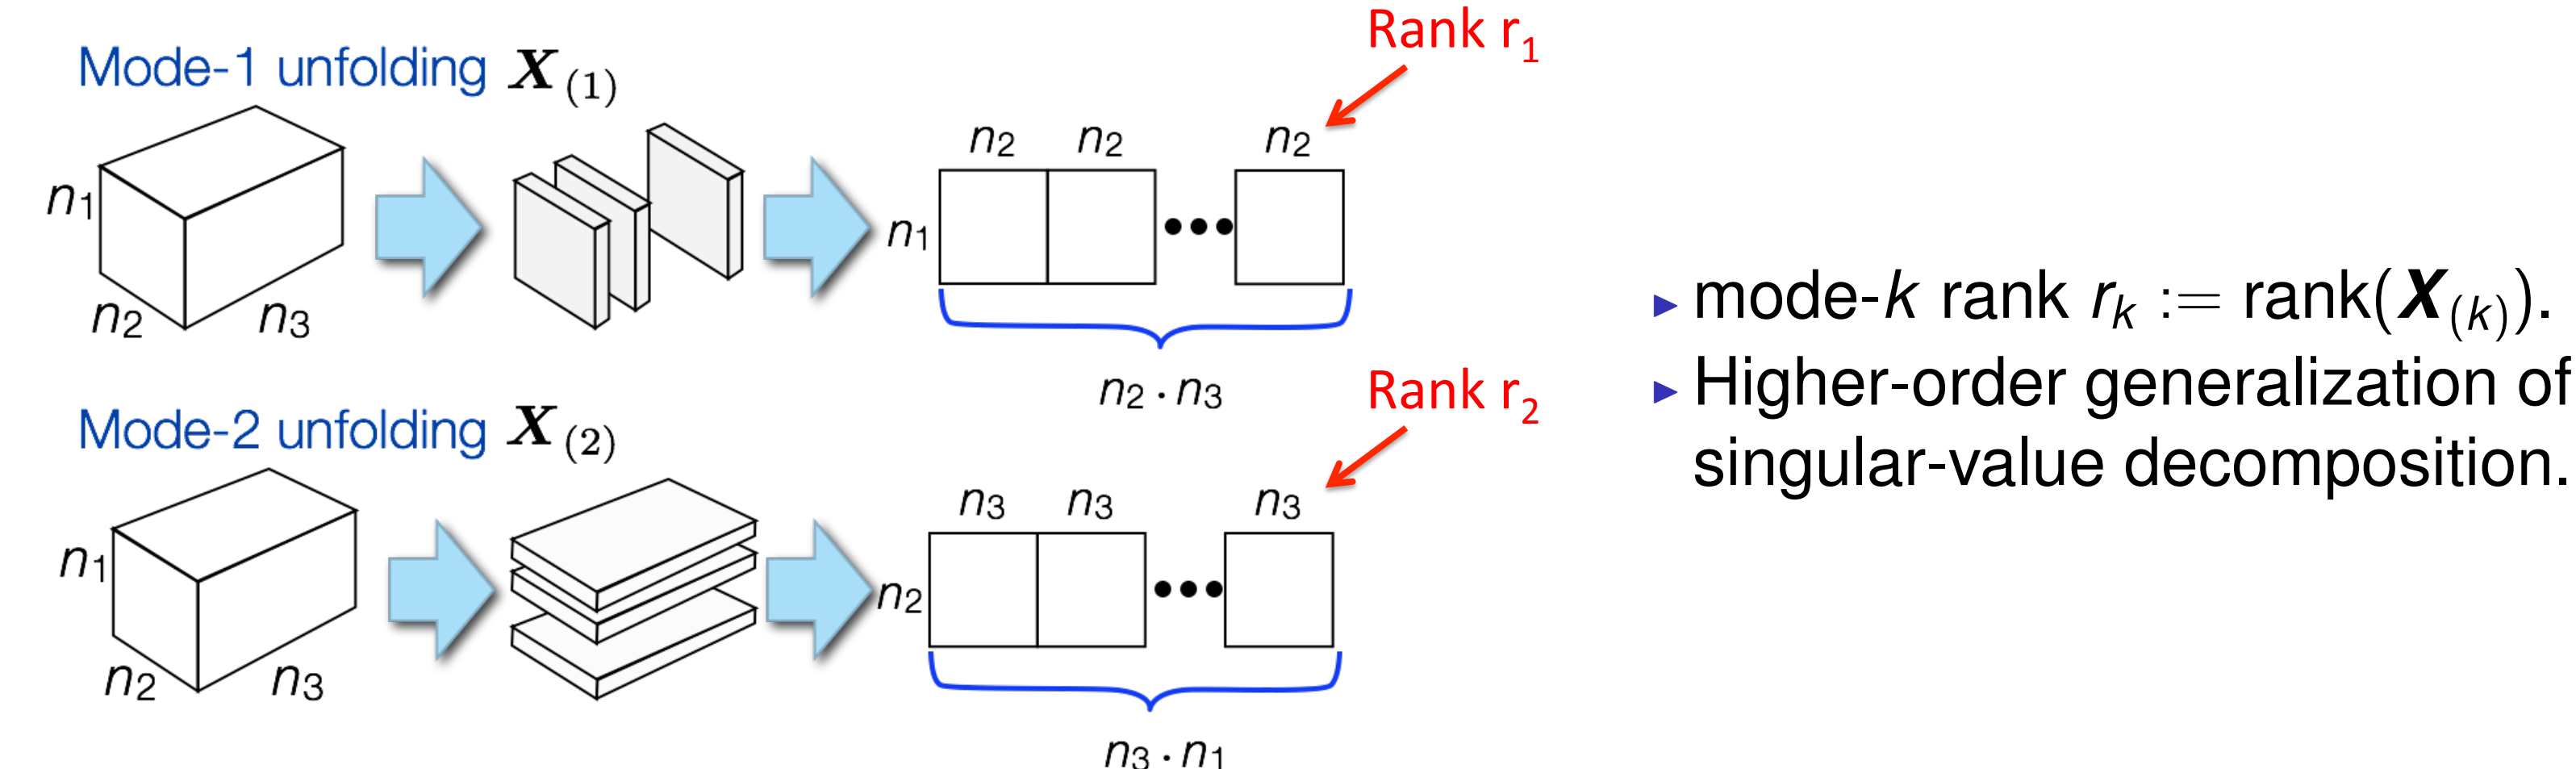 Rank r₁
Mode-1 unfolding X₍₁₎
n₂ n₂ n₂
n₁
n₁
n₂ n₃
n₂ · n₃
Rank r₂
Mode-2 unfolding X₍₂₎
n₃ n₃ n₃
n₁
n₂
n₂ n₃
n₃ · n₁
▶ mode-k rank rₖ := rank(X₍ₖ₎).
▶ Higher-order generalization of
singular-value decomposition.